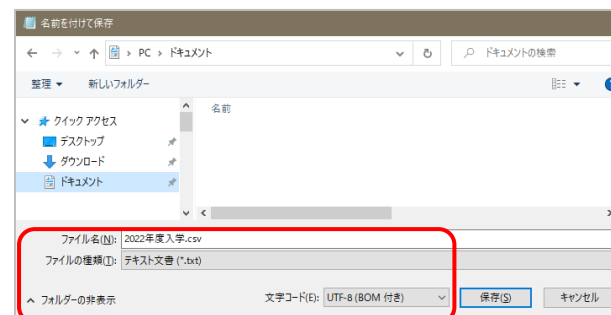 名前を付けて保存
PC > ドキュメント
ドキュメントの検索
整理 新しいフォルダー
名前
クイック アクセス
デスクトップ
ダウンロード
ドキュメント
ファイル名(N): 2022年度入学.csv
ファイルの種類(T): テキスト文書 (*.txt)
フォルダーの非表示 文字コード(E): UTF-8 (BOM 付き) 保存(S) キャンセル